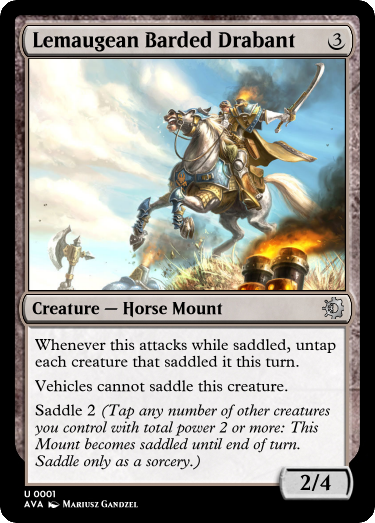 Lemaugean Barded Drabant 3
Creature — Horse Mount
Whenever this attacks while saddled, untap
each creature that saddled it this turn.
Vehicles cannot saddle this creature.
Saddle 2 (Tap any number of other creatures
you control with total power 2 or more: This
Mount becomes saddled until end of turn.
Saddle only as a sorcery.)
2/4
U 0001
AVA Mariusz Gandzel